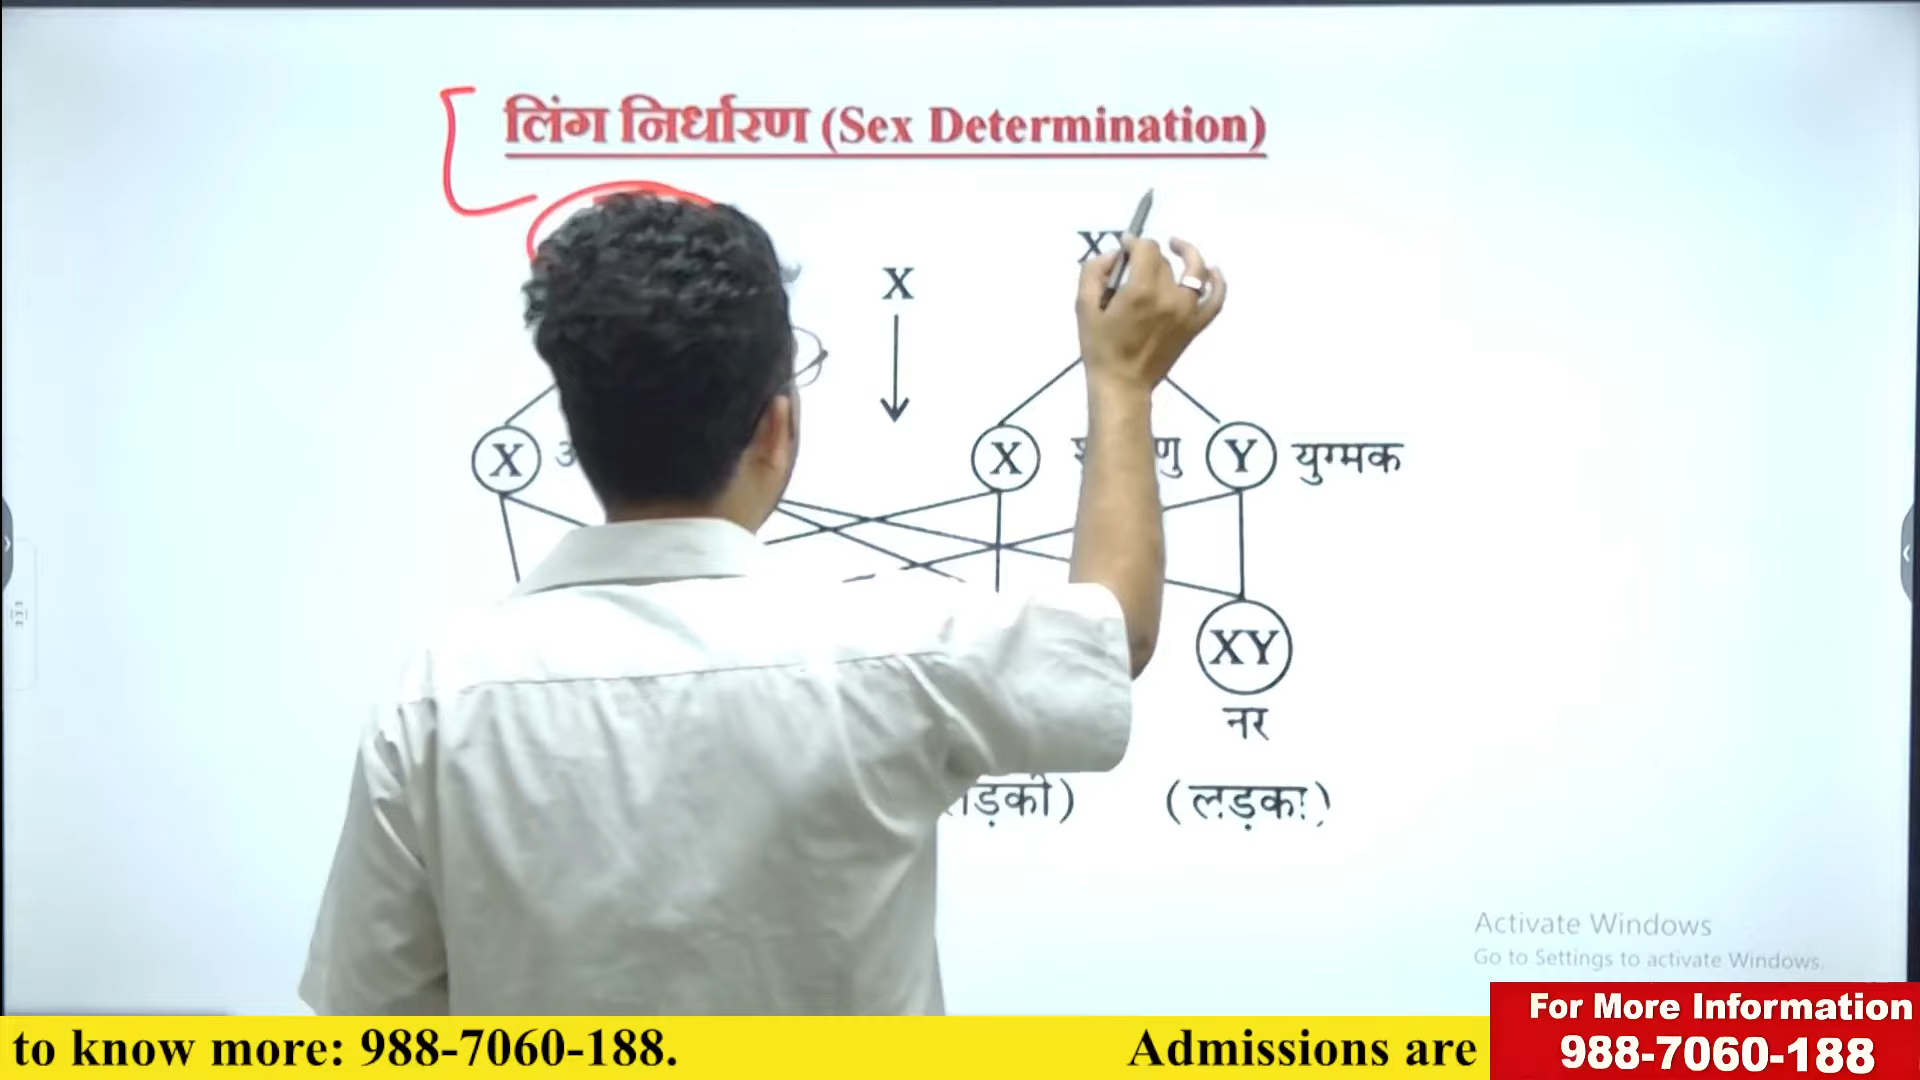 लिंग निर्धारण (Sex Determination)
X
X X Y युग्मक
XY
नर
(लड़का)
Activate Windows
Go to Settings to activate Windows.
For More Information
988-7060-188
to know more: 988-7060-188. Admissions are